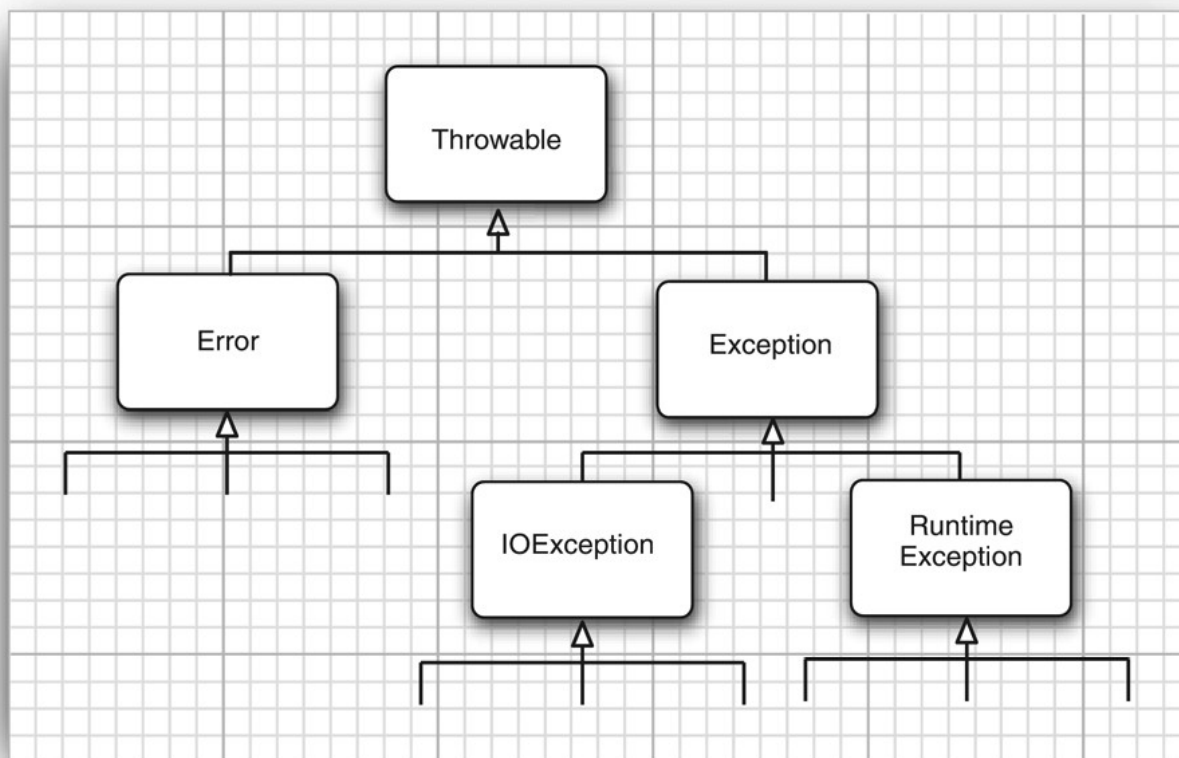 Throwable
Error
Exception
IOException
Runtime
Exception